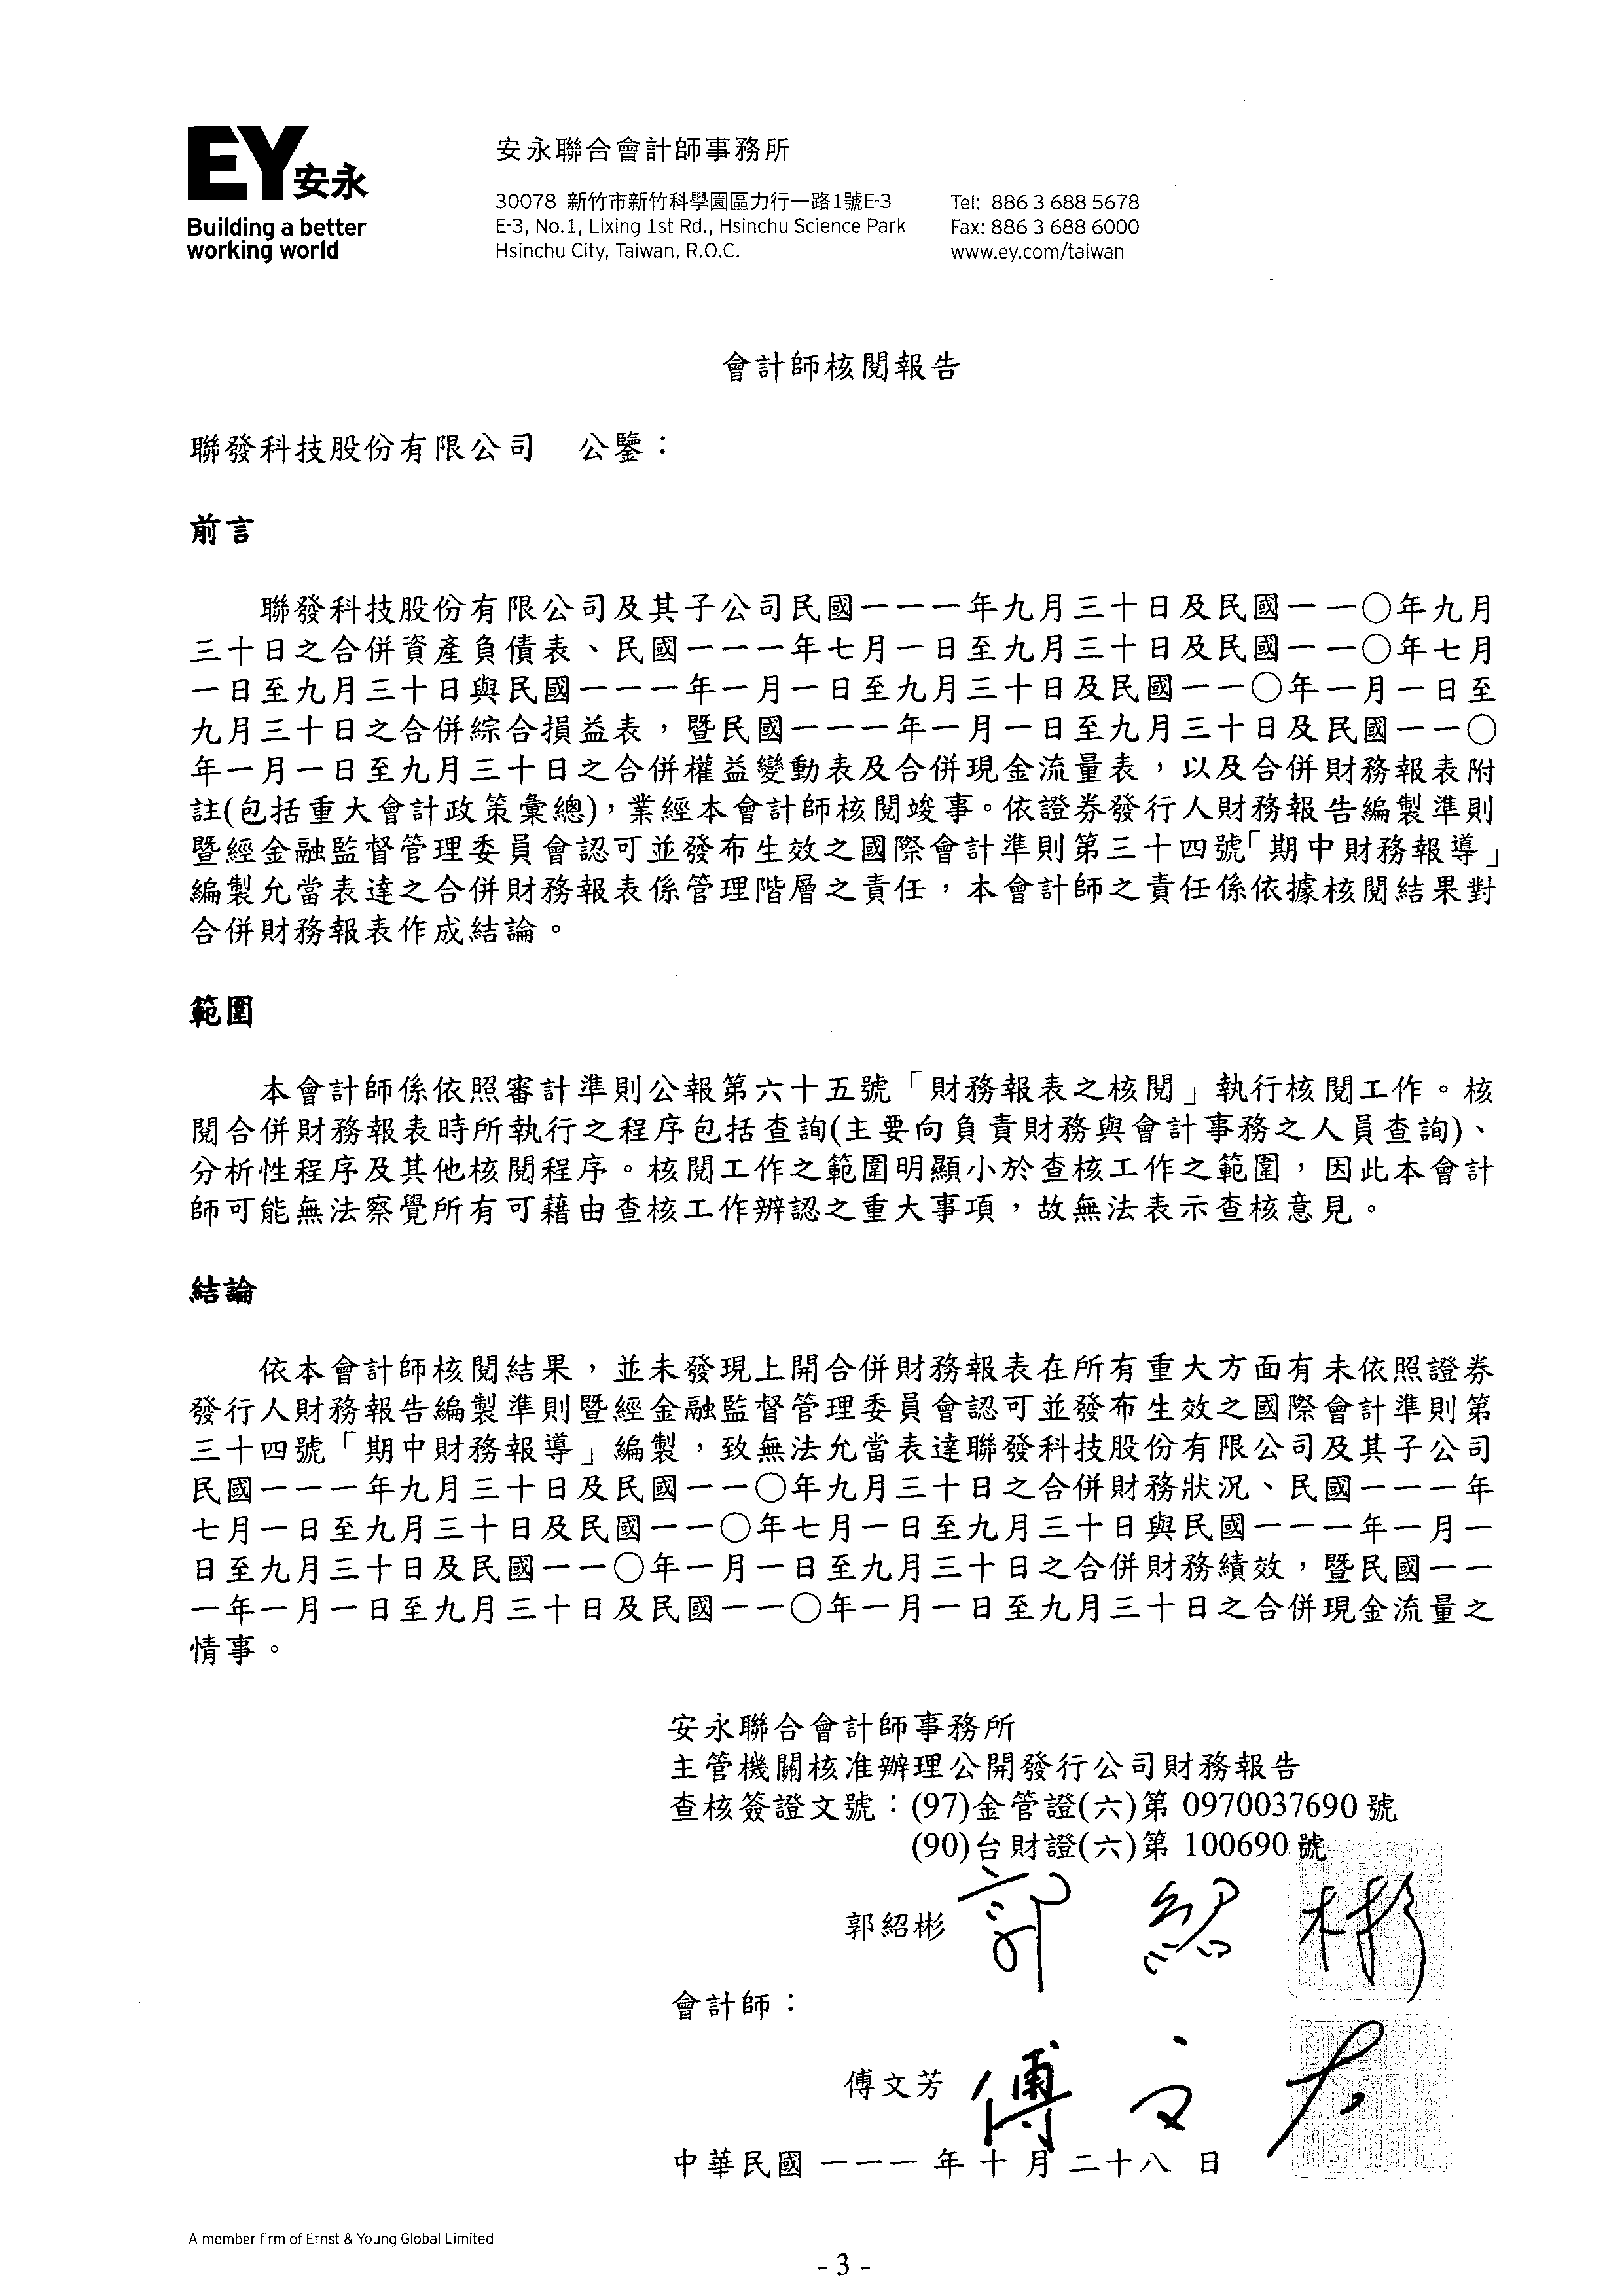 EY安永
Building a better
working world
安永聯合會計師事務所
30078 新竹市新竹科學園區力行一路1號E-3
E-3, No.1, Lixing 1st Rd., Hsinchu Science Park
Hsinchu City, Taiwan, R.O.C.
Tel: 886 3 688 5678
Fax: 886 3 688 6000
www.ey.com/taiwan
會計師核閱報告
聯發科技股份有限公司 公鑒：
前言
聯發科技股份有限公司及其子公司民國一一一年九月三十日及民國一一○年九月
三十日之合併資產負債表、民國一一一年七月一日至九月三十日及民國一一○年七月
一日至九月三十日與民國一一一年一月一日至九月三十日及民國一一○年一月一日至
九月三十日之合併綜合損益表，暨民國一一一年一月一日至九月三十日及民國一一○
年一月一日至九月三十日之合併權益變動表及合併現金流量表，以及合併財務報表附
註(包括重大會計政策彙總)，業經本會計師核閱竣事。依證券發行人財務報告編製準則
暨經金融監督管理委員會認可並發布生效之國際會計準則第三十四號「期中財務報導」
編製允當表達之合併財務報表係管理階層之責任，本會計師之責任係依據核閱結果對
合併財務報表作成結論。
範圍
本會計師係依照審計準則公報第六十五號「財務報表之核閱」執行核閱工作。核
閱合併財務報表時所執行之程序包括查詢(主要向負責財務與會計事務之人員查詢)、
分析性程序及其他核閱程序。核閱工作之範圍明顯小於查核工作之範圍，因此本會計
師可能無法察覺所有可藉由查核工作辨認之重大事項，故無法表示查核意見。
結論
依本會計師核閱結果，並未發現上開合併財務報表在所有重大方面有未依照證券
發行人財務報告編製準則暨經金融監督管理委員會認可並發布生效之國際會計準則第
三十四號「期中財務報導」編製，致無法允當表達聯發科技股份有限公司及其子公司
民國一一一年九月三十日及民國一一○年九月三十日之合併財務狀況、民國一一一年
七月一日至九月三十日及民國一一○年七月一日至九月三十日與民國一一一年一月一
日至九月三十日及民國一一○年一月一日至九月三十日之合併財務績效，暨民國一一
一年一月一日至九月三十日及民國一一○年一月一日至九月三十日之合併現金流量之
情事。
安永聯合會計師事務所
主管機關核准辦理公開發行公司財務報告
查核簽證文號：(97)金管證(六)第 0970037690 號
(90)台財證(六)第 100690 號
郭紹彬 郭紹彬
會計師：
傅文芳 傅文芳
中華民國 一一一 年 十 月 二十八 日
A member firm of Ernst & Young Global Limited
- 3 -